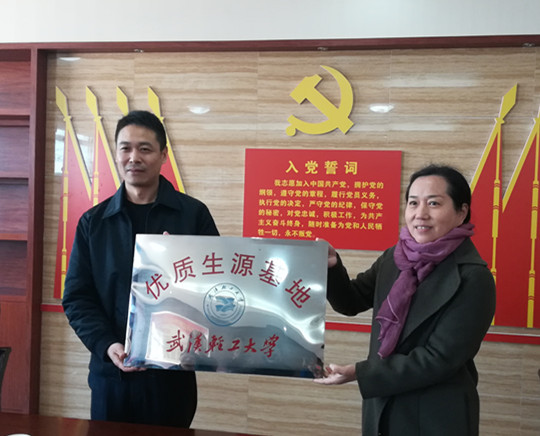 入党誓词
我志愿加入中国共产党，拥护党的
纲领，遵守党的章程，履行党员义务，
执行党的决定，严守党的纪律，保守党
的秘密，对党忠诚，积极工作，为共产
主义奋斗终身，随时准备为党和人民牺
牲一切，永不叛党。
优质生源基地
武汉轻工大学